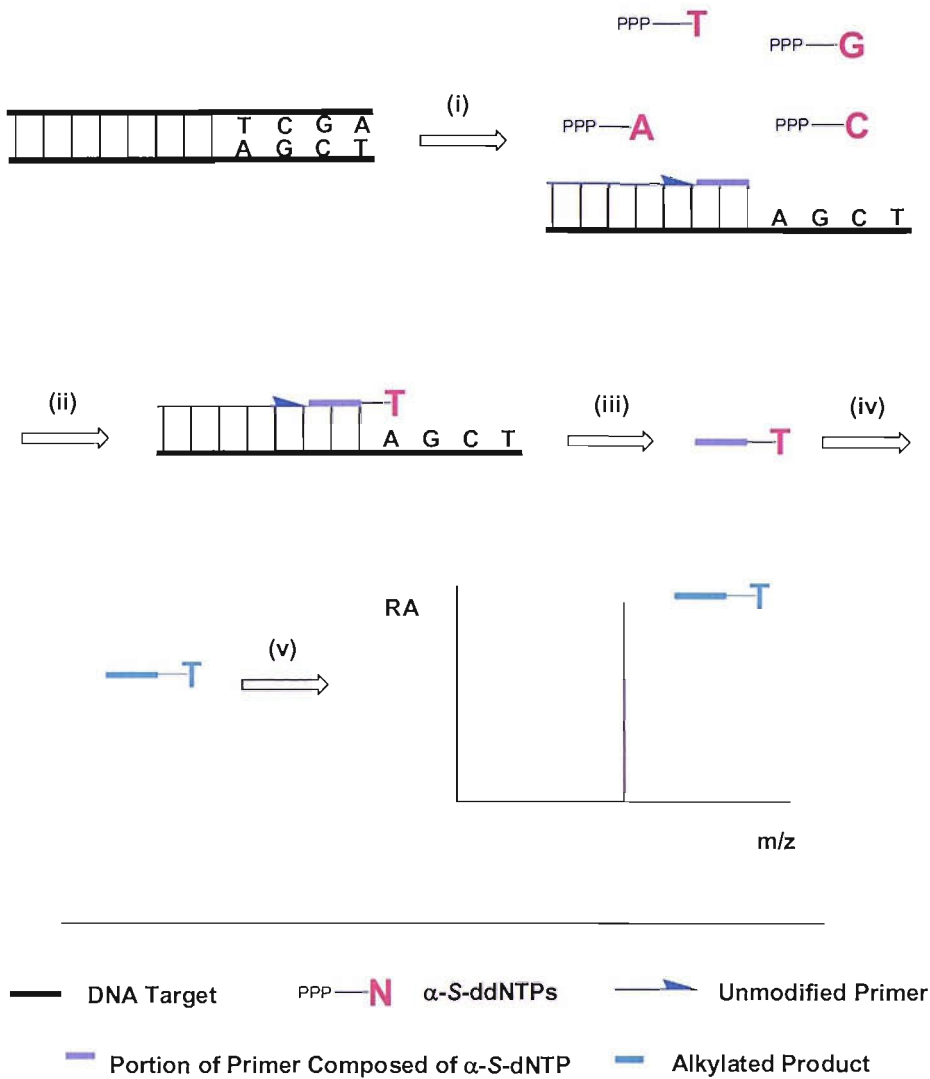 PPP T
PPP G
(i)
T C G A
A G C T
PPP A
PPP C
A G C T
(ii)
T
A G C T
(iii)
T
(iv)
RA
T
(v)
T
m/z
DNA Target
PPP N α-S-ddNTPs
Unmodified Primer
Portion of Primer Composed of α-S-dNTP
Alkylated Product